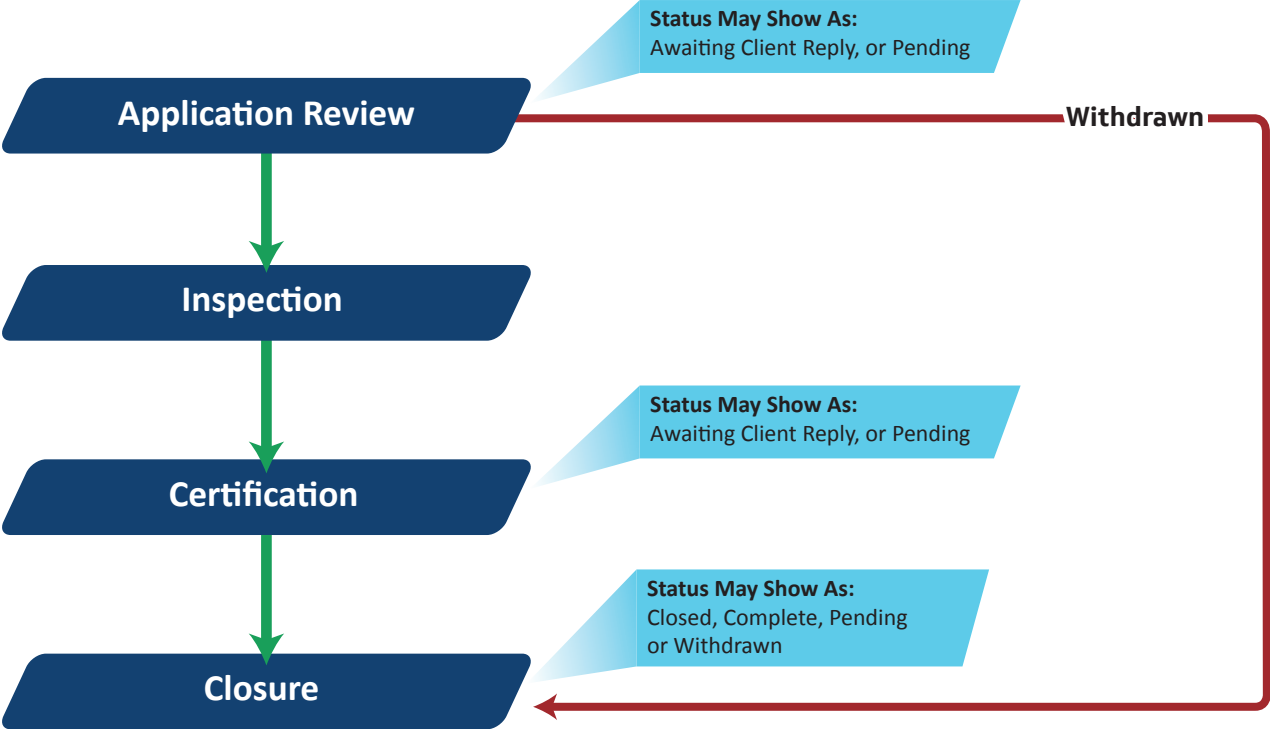 Status May Show As:
Awaiting Client Reply, or Pending
Application Review
Withdrawn
Inspection
Status May Show As:
Awaiting Client Reply, or Pending
Certification
Status May Show As:
Closed, Complete, Pending
or Withdrawn
Closure